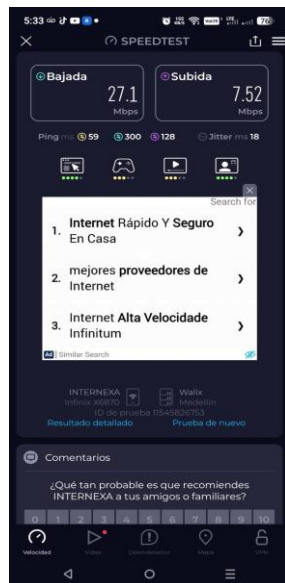 5:33
SPEEDTEST
Bajada
27.1
Mbps
Subida
7.52
Mbps
Ping ms 59 300 128 Jitter ms 18
Search for
1. Internet Rápido Y Seguro
En Casa
2. mejores proveedores de
Internet
3. Internet Alta Velocidade
Infinitum
Ad Similar Search
INTERNEXA
Infinix X6870
Walix
Medellín
ID de prueba 11545826753
Resultado detallado Prueba de nuevo
Comentarios
¿Qué tan probable es que recomiendes
INTERNEXA a tus amigos o familiares?
0 1 2 3 4 5 6 7 8 9 10
Velocidad Video Downdetector Mapa VPN